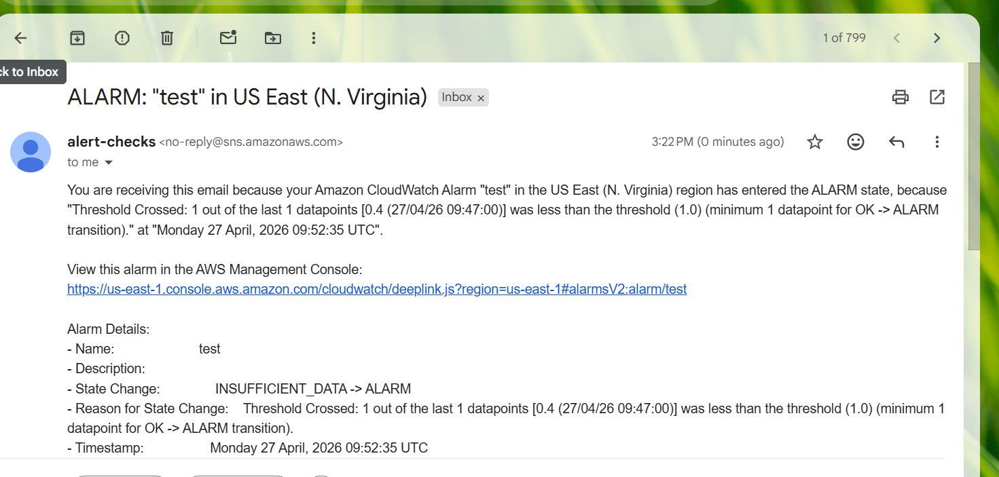 1 of 799
ck to Inbox
ALARM: "test" in US East (N. Virginia) Inbox ×
alert-checks <no-reply@sns.amazonaws.com> 3:22 PM (0 minutes ago)
to me
You are receiving this email because your Amazon CloudWatch Alarm "test" in the US East (N. Virginia) region has entered the ALARM state, because
"Threshold Crossed: 1 out of the last 1 datapoints [0.4 (27/04/26 09:47:00)] was less than the threshold (1.0) (minimum 1 datapoint for OK -> ALARM
transition)." at "Monday 27 April, 2026 09:52:35 UTC".
View this alarm in the AWS Management Console:
https://us-east-1.console.aws.amazon.com/cloudwatch/deeplink.js?region=us-east-1#alarmsV2:alarm/test
Alarm Details:
- Name: test
- Description:
- State Change: INSUFFICIENT_DATA -> ALARM
- Reason for State Change: Threshold Crossed: 1 out of the last 1 datapoints [0.4 (27/04/26 09:47:00)] was less than the threshold (1.0) (minimum 1
datapoint for OK -> ALARM transition).
- Timestamp: Monday 27 April, 2026 09:52:35 UTC